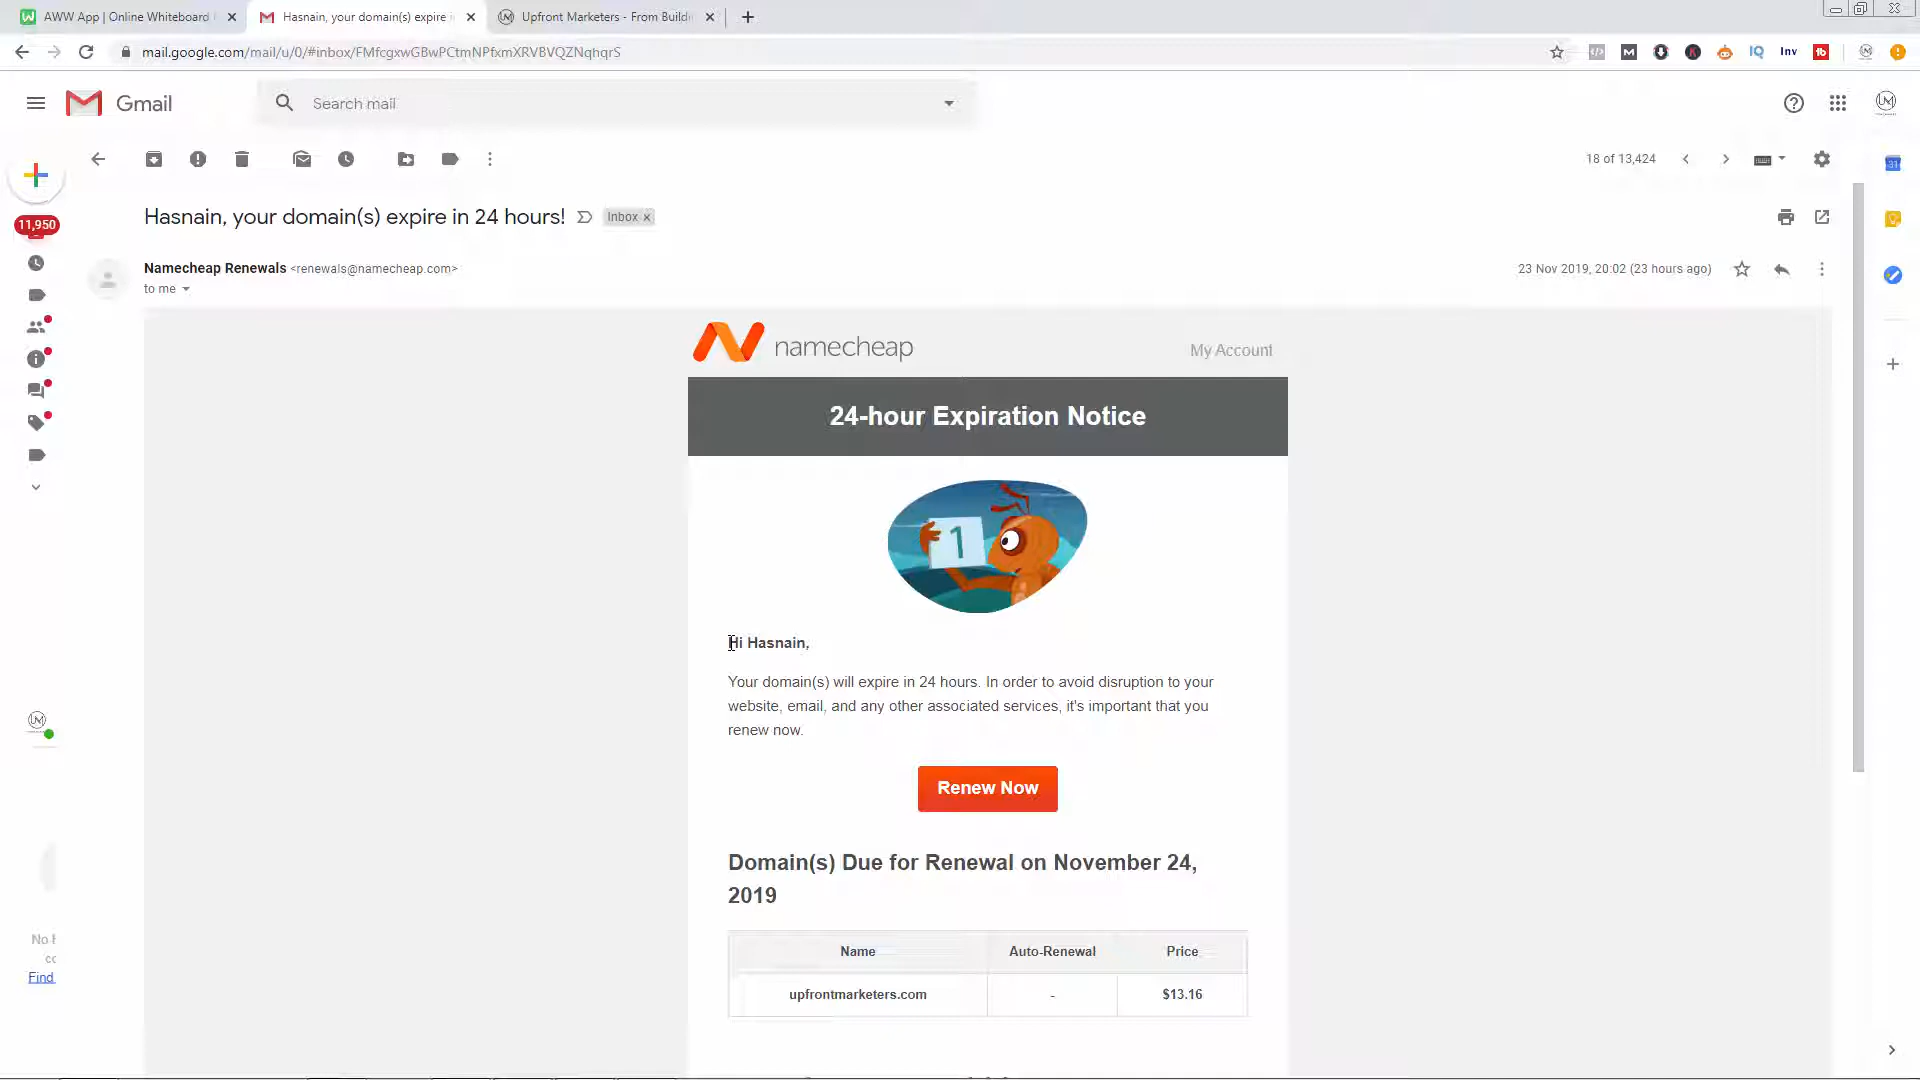 AWW App | Online Whiteboard
Hasnain, your domain(s) expire i
Upfront Marketers - From Buildi
mail.google.com/mail/u/0/#inbox/FMfcgxwGBwPCtmNPfxmXRVBVQZNqhqrS
Inv
Gmail
Search mail
18 of 13,424
11,950
Hasnain, your domain(s) expire in 24 hours!
Inbox x
Namecheap Renewals <renewals@namecheap.com>
23 Nov 2019, 20:02 (23 hours ago)
to me
namecheap
My Account
24-hour Expiration Notice
1
Hi Hasnain,
Your domain(s) will expire in 24 hours. In order to avoid disruption to your
website, email, and any other associated services, it's important that you
renew now.
Renew Now
Domain(s) Due for Renewal on November 24,
2019
Name Auto-Renewal Price
upfrontmarketers.com - $13.16
No
Find